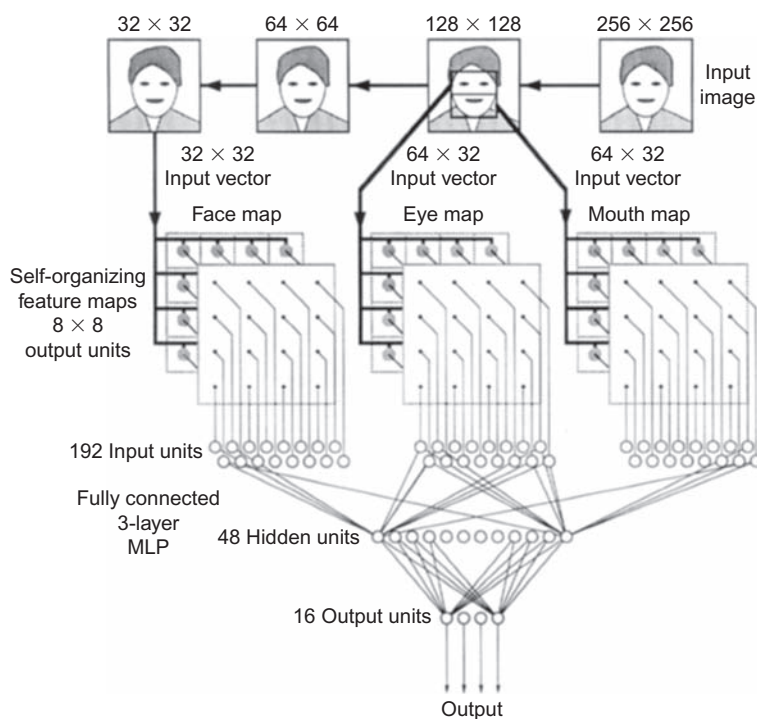 32 × 32
64 × 64
128 × 128
256 × 256
Input
image
32 × 32
Input vector
64 × 32
Input vector
64 × 32
Input vector
Face map
Eye map
Mouth map
Self-organizing
feature maps
8 × 8
output units
192 Input units
Fully connected
3-layer
MLP
48 Hidden units
16 Output units
Output